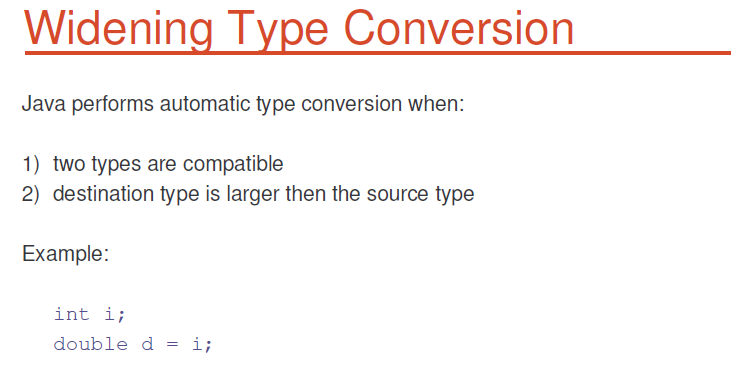 Widening Type Conversion
Java performs automatic type conversion when:
1) two types are compatible
2) destination type is larger then the source type
Example:
int i;
double d = i;